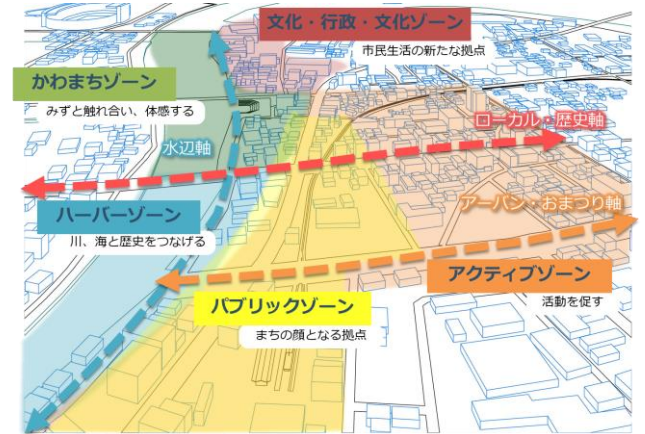 文化・行政・文化ゾーン
市民生活の新たな拠点
かわまちゾーン
みずと触れ合い、体感する
ローカル・歴史軸
水辺軸
アーバン・おまつり軸
ハーバーゾーン
川、海と歴史をつなげる
アクティブゾーン
活動を促す
パブリックゾーン
まちの顔となる拠点